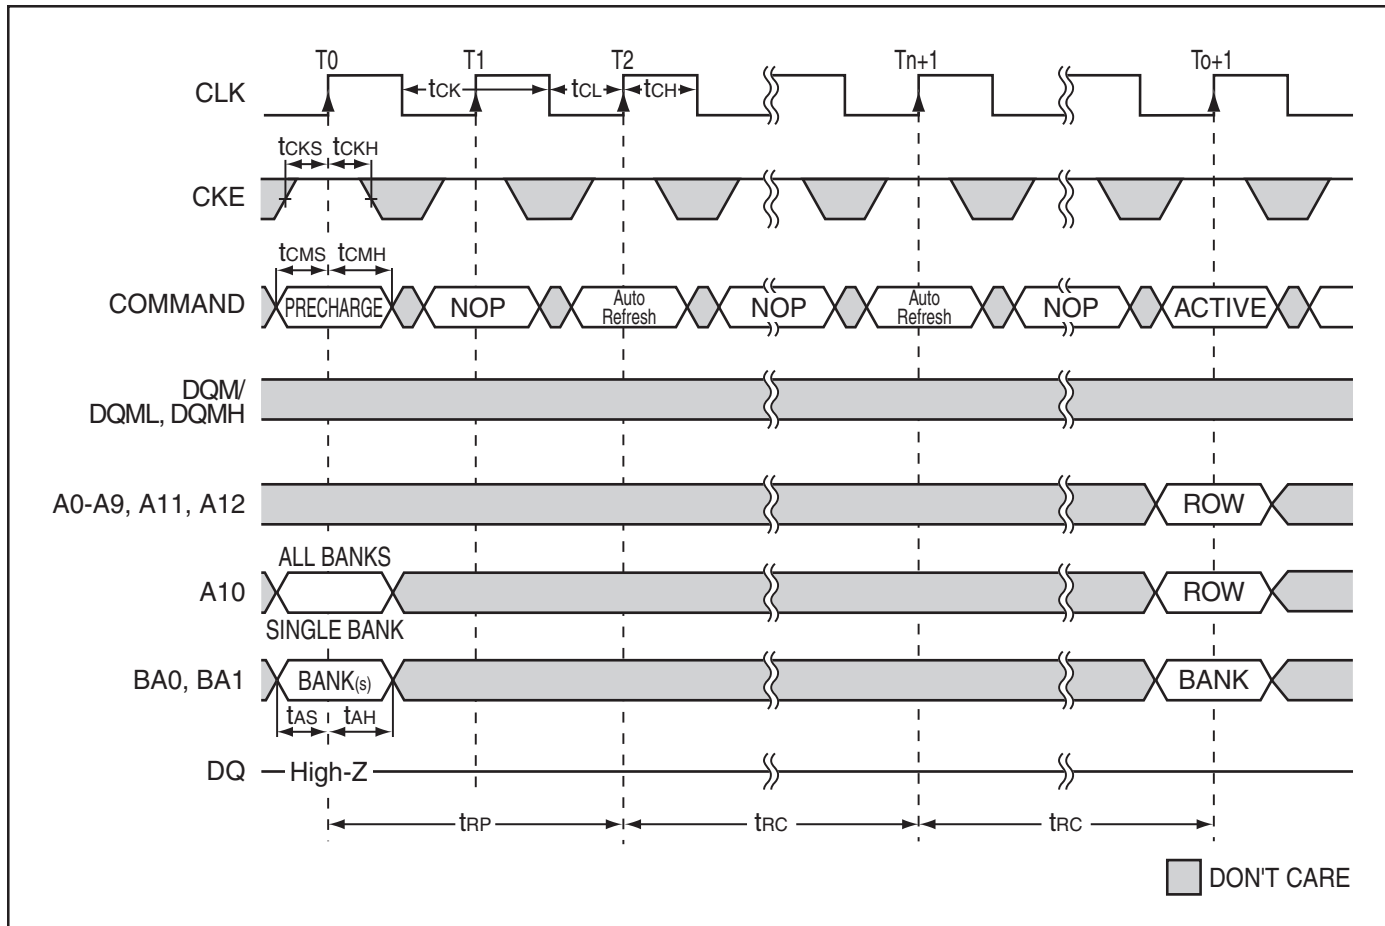 T0 T1 T2 Tn+1 To+1
CLK tCK tCL tCH
tCKS tCKH
CKE
tCMS tCMH
COMMAND PRECHARGE NOP Auto Refresh NOP Auto Refresh NOP ACTIVE
DQM/
DQML, DQMH
A0-A9, A11, A12 ROW
ALL BANKS
A10 ROW
SINGLE BANK
BA0, BA1 BANK(s) BANK
tAS tAH
DQ High-Z
tRP tRC tRC
DON'T CARE